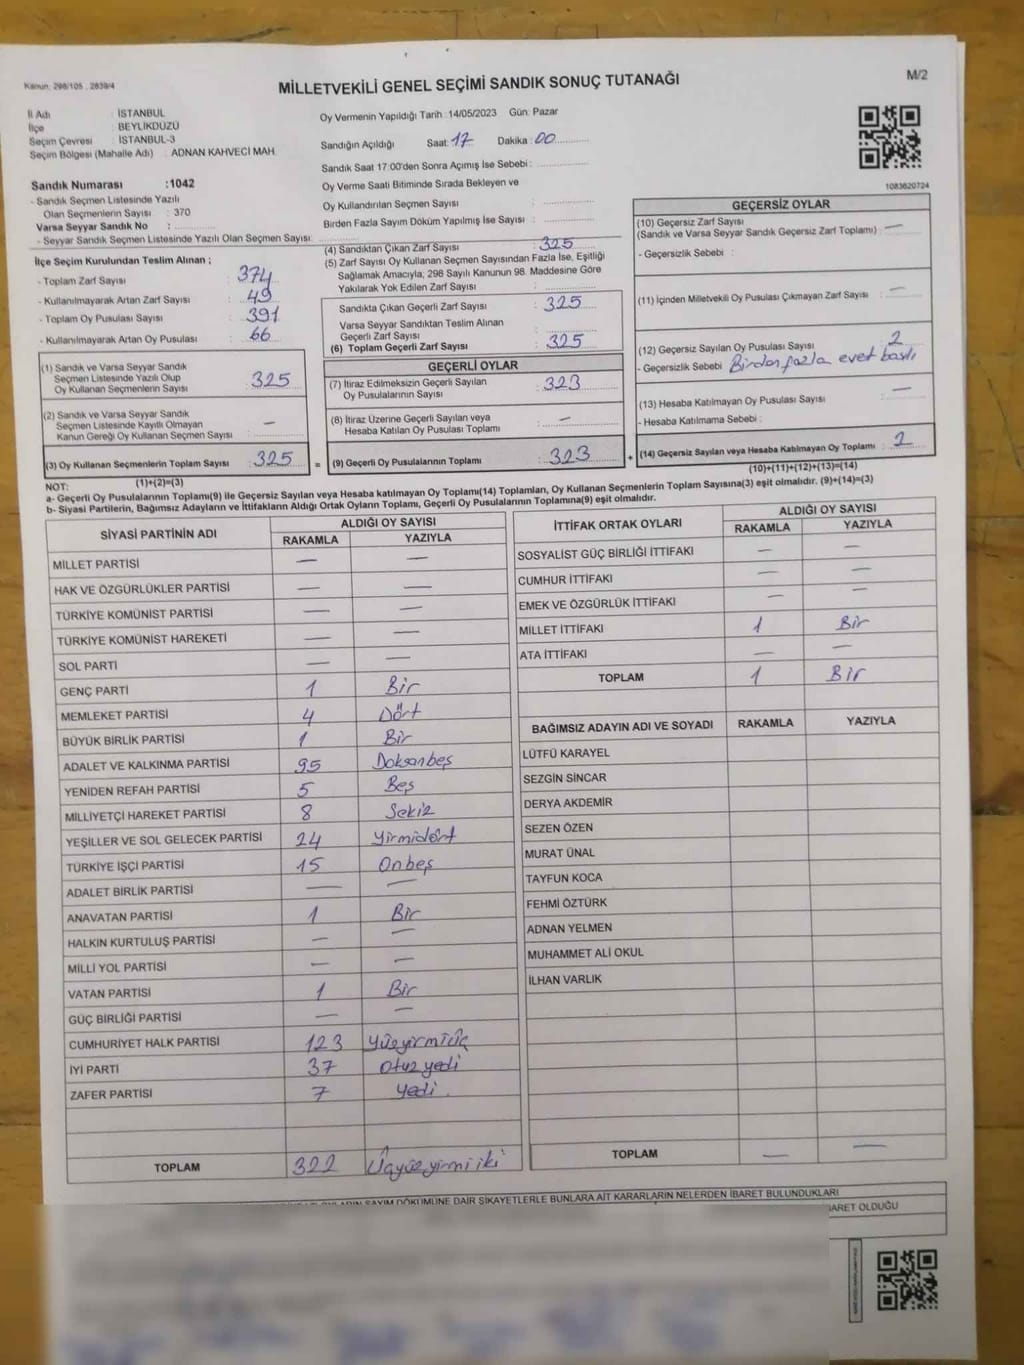 Kanun: 298/105 , 2839/4
MİLLETVEKİLİ GENEL SEÇİMİ SANDIK SONUÇ TUTANAĞI
M/2
İl Adı : İSTANBUL
İlçe : BEYLİKDÜZÜ
Seçim Çevresi : İSTANBUL-3
Seçim Bölgesi (Mahalle Adı) : ADNAN KAHVECİ MAH.
Sandık Numarası :1042
- Sandık Seçmen Listesinde Yazılı
Olan Seçmenlerin Sayısı : 370
Varsa Seyyar Sandık No :
- Seyyar Sandık Seçmen Listesinde Yazılı Olan Seçmen Sayısı:
Oy Vermenin Yapıldığı Tarih :14/05/2023 Gün: Pazar
Sandığın Açıldığı Saat: 17 Dakika : 00
Sandık Saat 17:00'den Sonra Açımış İse Sebebi :
Oy Verme Saati Bitiminde Sırada Bekleyen ve
Oy Kullandırılan Seçmen Sayısı :
Birden Fazla Sayım Döküm Yapılmış İse Sayısı :
1083620724
İlçe Seçim Kurulundan Teslim Alınan ;
- Toplam Zarf Sayısı : 374
- Kullanılmayarak Artan Zarf Sayısı : 49
- Toplam Oy Pusulası Sayısı : 391
- Kullanılmayarak Artan Oy Pusulası : 66
(4) Sandıktan Çıkan Zarf Sayısı : 325
(5) Zarf Sayısı Oy Kullanan Seçmen Sayısından Fazla İse, Eşitliği
Sağlamak Amacıyla; 298 Sayılı Kanunun 98. Maddesine Göre
Yakılarak Yok Edilen Zarf Sayısı :
Sandıkta Çıkan Geçerli Zarf Sayısı : 325
Varsa Seyyar Sandıktan Teslim Alınan
Geçerli Zarf Sayısı :
(6) Toplam Geçerli Zarf Sayısı : 325
GEÇERSİZ OYLAR
(10) Geçersiz Zarf Sayısı
(Sandık ve Varsa Seyyar Sandık Geçersiz Zarf Toplamı) : —
- Geçersizlik Sebebi :
(11) İçinden Milletvekili Oy Pusulası Çıkmayan Zarf Sayısı : —
(12) Geçersiz Sayılan Oy Pusulası Sayısı : 2
- Geçersizlik Sebebi : Birden fazla evet basılı
(13) Hesaba Katılmayan Oy Pusulası Sayısı : —
- Hesaba Katılmama Sebebi :
(14) Geçersiz Sayılan veya Hesaba Katılmayan Oy Toplamı : 2
(10)+(11)+(12)+(13)=(14)
(1) Sandık ve Varsa Seyyar Sandık
Seçmen Listesinde Yazılı Olup
Oy Kullanan Seçmenlerin Sayısı : 325
(2) Sandık ve Varsa Seyyar Sandık
Seçmen Listesinde Kayıtlı Olmayan
Kanun Gereği Oy Kullanan Seçmen Sayısı : —
(3) Oy Kullanan Seçmenlerin Toplam Sayısı : 325
(1)+(2)=(3)
GEÇERLİ OYLAR
(7) İtiraz Edilmeksizin Geçerli Sayılan
Oy Pusulalarının Sayısı : 323
(8) İtiraz Üzerine Geçerli Sayılan veya
Hesaba Katılan Oy Pusulası Toplamı : —
= (9) Geçerli Oy Pusulalarının Toplamı : 323 +
NOT:
a- Geçerli Oy Pusulalarının Toplamı(9) ile Geçersiz Sayılan veya Hesaba katılmayan Oy Toplamı(14) Toplamları, Oy Kullanan Seçmenlerin Toplam Sayısına(3) eşit olmalıdır. (9)+(14)=(3)
b- Siyasi Partilerin, Bağımsız Adayların ve İttifakların Aldığı Ortak Oyların Toplamı, Geçerli Oy Pusulalarının Toplamına(9) eşit olmalıdır.
SİYASİ PARTİNİN ADI ALDIĞI OY SAYISI
RAKAMLA YAZIYLA
MİLLET PARTİSİ — —
HAK VE ÖZGÜRLÜKLER PARTİSİ — —
TÜRKİYE KOMÜNİST PARTİSİ — —
TÜRKİYE KOMÜNİST HAREKETİ — —
SOL PARTİ — —
GENÇ PARTİ 1 Bir
MEMLEKET PARTİSİ 4 Dört
BÜYÜK BİRLİK PARTİSİ 1 Bir
ADALET VE KALKINMA PARTİSİ 95 Doksanbeş
YENİDEN REFAH PARTİSİ 5 Beş
MİLLİYETÇİ HAREKET PARTİSİ 8 Sekiz
YEŞİLLER VE SOL GELECEK PARTİSİ 24 Yirmidört
TÜRKİYE İŞÇİ PARTİSİ 15 Onbeş
ADALET BİRLİK PARTİSİ — —
ANAVATAN PARTİSİ 1 Bir
HALKIN KURTULUŞ PARTİSİ — —
MİLLİ YOL PARTİSİ — —
VATAN PARTİSİ 1 Bir
GÜÇ BİRLİĞİ PARTİSİ — —
CUMHURİYET HALK PARTİSİ 123 Yüzyirmiüç
İYİ PARTİ 37 Otuzyedi
ZAFER PARTİSİ 7 Yedi
TOPLAM 322 Üçyüzyirmiiki
İTTİFAK ORTAK OYLARI ALDIĞI OY SAYISI
RAKAMLA YAZIYLA
SOSYALİST GÜÇ BİRLİĞİ İTTİFAKI — —
CUMHUR İTTİFAKI — —
EMEK VE ÖZGÜRLÜK İTTİFAKI — —
MİLLET İTTİFAKI 1 Bir
ATA İTTİFAKI — —
TOPLAM 1 Bir
BAĞIMSIZ ADAYIN ADI VE SOYADI RAKAMLA YAZIYLA
LÜTFÜ KARAYEL
SEZGİN SİNCAR
DERYA AKDEMİR
SEZEN ÖZEN
MURAT ÜNAL
TAYFUN KOCA
FEHMİ ÖZTÜRK
ADNAN YELMEN
MUHAMMET ALİ OKUL
İLHAN VARLIK
TOPLAM — —
SAYIM DÖKÜMÜNE DAİR ŞİKAYETLERLE BUNLARA AİT KARARLARIN NELERDEN İBARET BULUNDUKLARI
BARET OLDUĞU